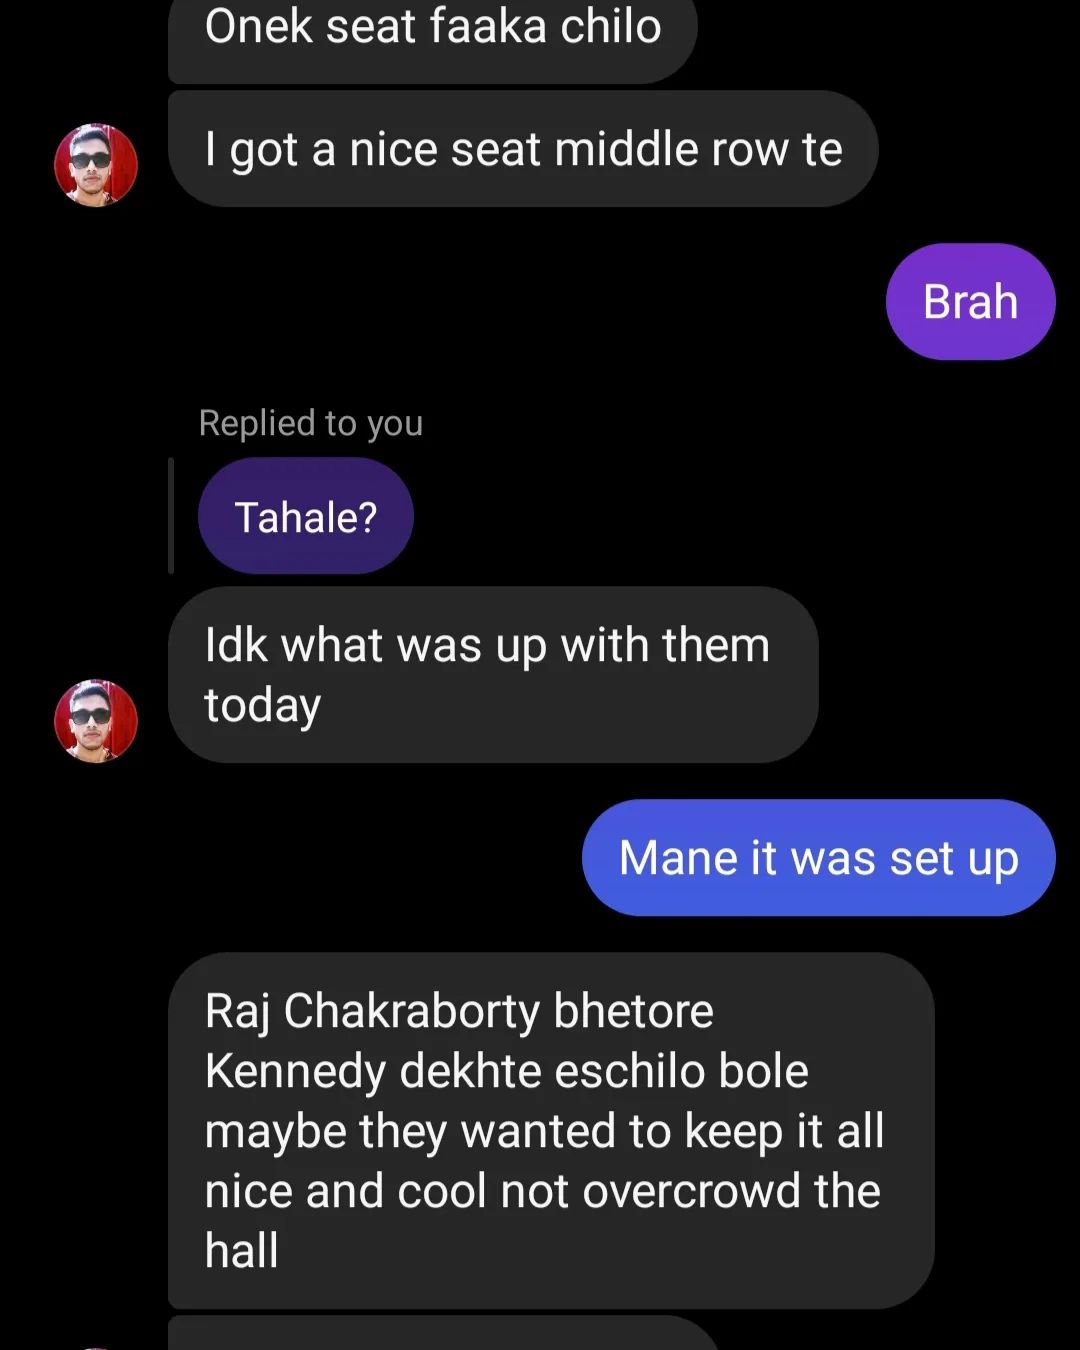 Onek seat faaka chilo
I got a nice seat middle row te
Brah
Replied to you
Tahale?
Idk what was up with them
today
Mane it was set up
Raj Chakraborty bhetore
Kennedy dekhte eschilo bole
maybe they wanted to keep it all
nice and cool not overcrowd the
hall